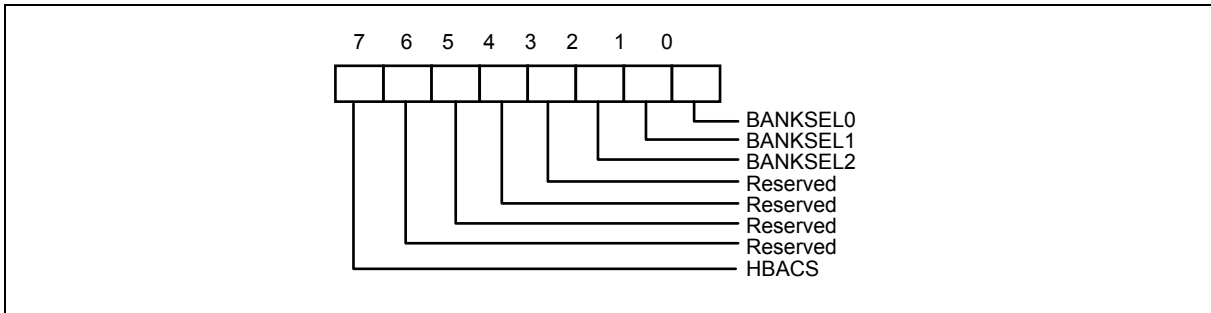 7 6 5 4 3 2 1 0
BANKSEL0
BANKSEL1
BANKSEL2
Reserved
Reserved
Reserved
Reserved
HBACS